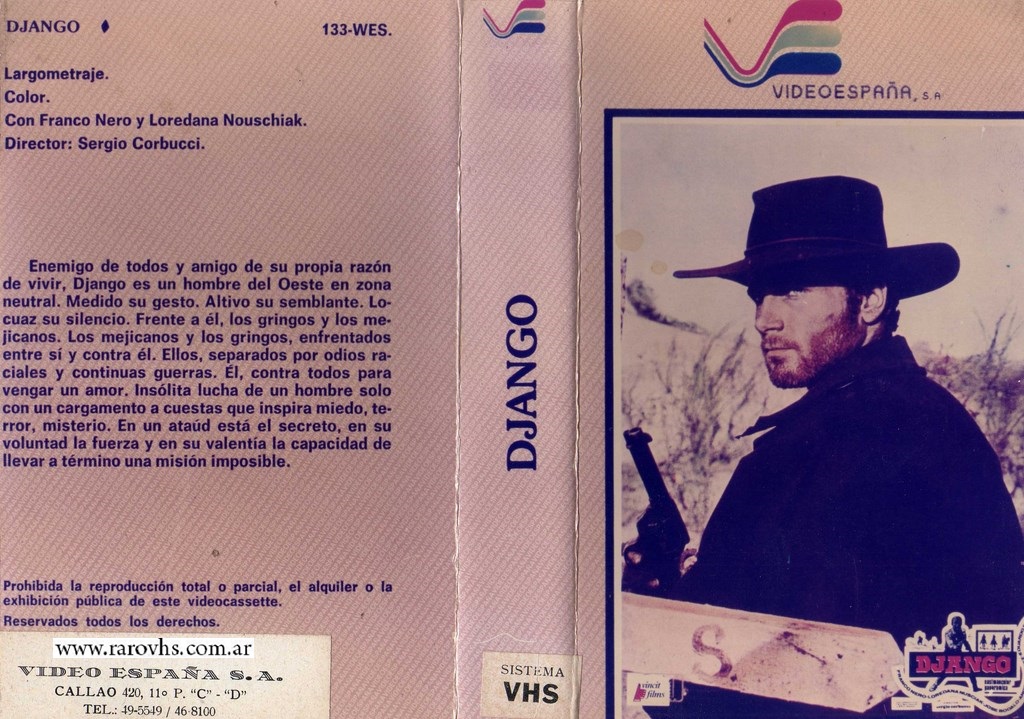 DJANGO
133-WES.
Largometraje.
Color.
Con Franco Nero y Loredana Nouschiak.
Director: Sergio Corbucci.
Enemigo de todos y amigo de su propia razón
de vivir, Django es un hombre del Oeste en zona
neutral. Medido su gesto. Altivo su semblante. Lo-
cuaz su silencio. Frente a él, los gringos y los me-
jicanos. Los mejicanos y los gringos, enfrentados
entre sí y contra él. Ellos, separados por odios ra-
ciales y continuas guerras. Él, contra todos para
vengar un amor. Insólita lucha de un hombre solo
con un cargamento a cuestas que inspira miedo, te-
rror, misterio. En un ataúd está el secreto, en su
voluntad la fuerza y en su valentía la capacidad de
llevar a término una misión imposible.
Prohibida la reproducción total o parcial, el alquiler o la
exhibición pública de este videocassette.
Reservados todos los derechos.
www.rarovhs.com.ar
VIDEO ESPAÑA S.A.
CALLAO 420, 11º P. "C" - "D"
TEL.: 49-5549 / 46-8100
DJANGO
SISTEMA
VHS
VIDEOESPAÑA, S.A.
S
vincit
films
DJANGO